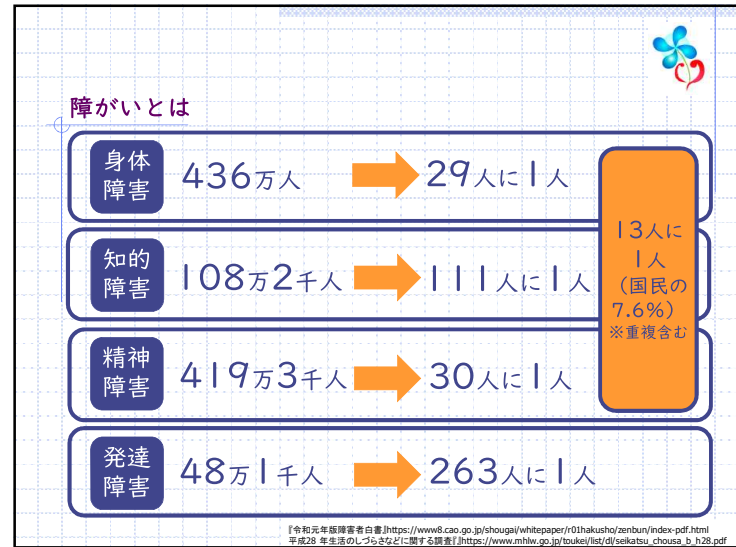 障がいとは
身体
障害
436万人
29人に1人
知的
障害
108万2千人
111人に1人
精神
障害
419万3千人
30人に1人
13人に
1人
(国民の
7.6%)
※重複含む
発達
障害
48万1千人
263人に1人
『令和元年版障害者白書』https://www8.cao.go.jp/shougai/whitepaper/r01hakusho/zenbun/index-pdf.html
平成28 年生活のしづらさなどに関する調査『』https://www.mhlw.go.jp/toukei/list/dl/seikatsu_chousa_b_h28.pdf